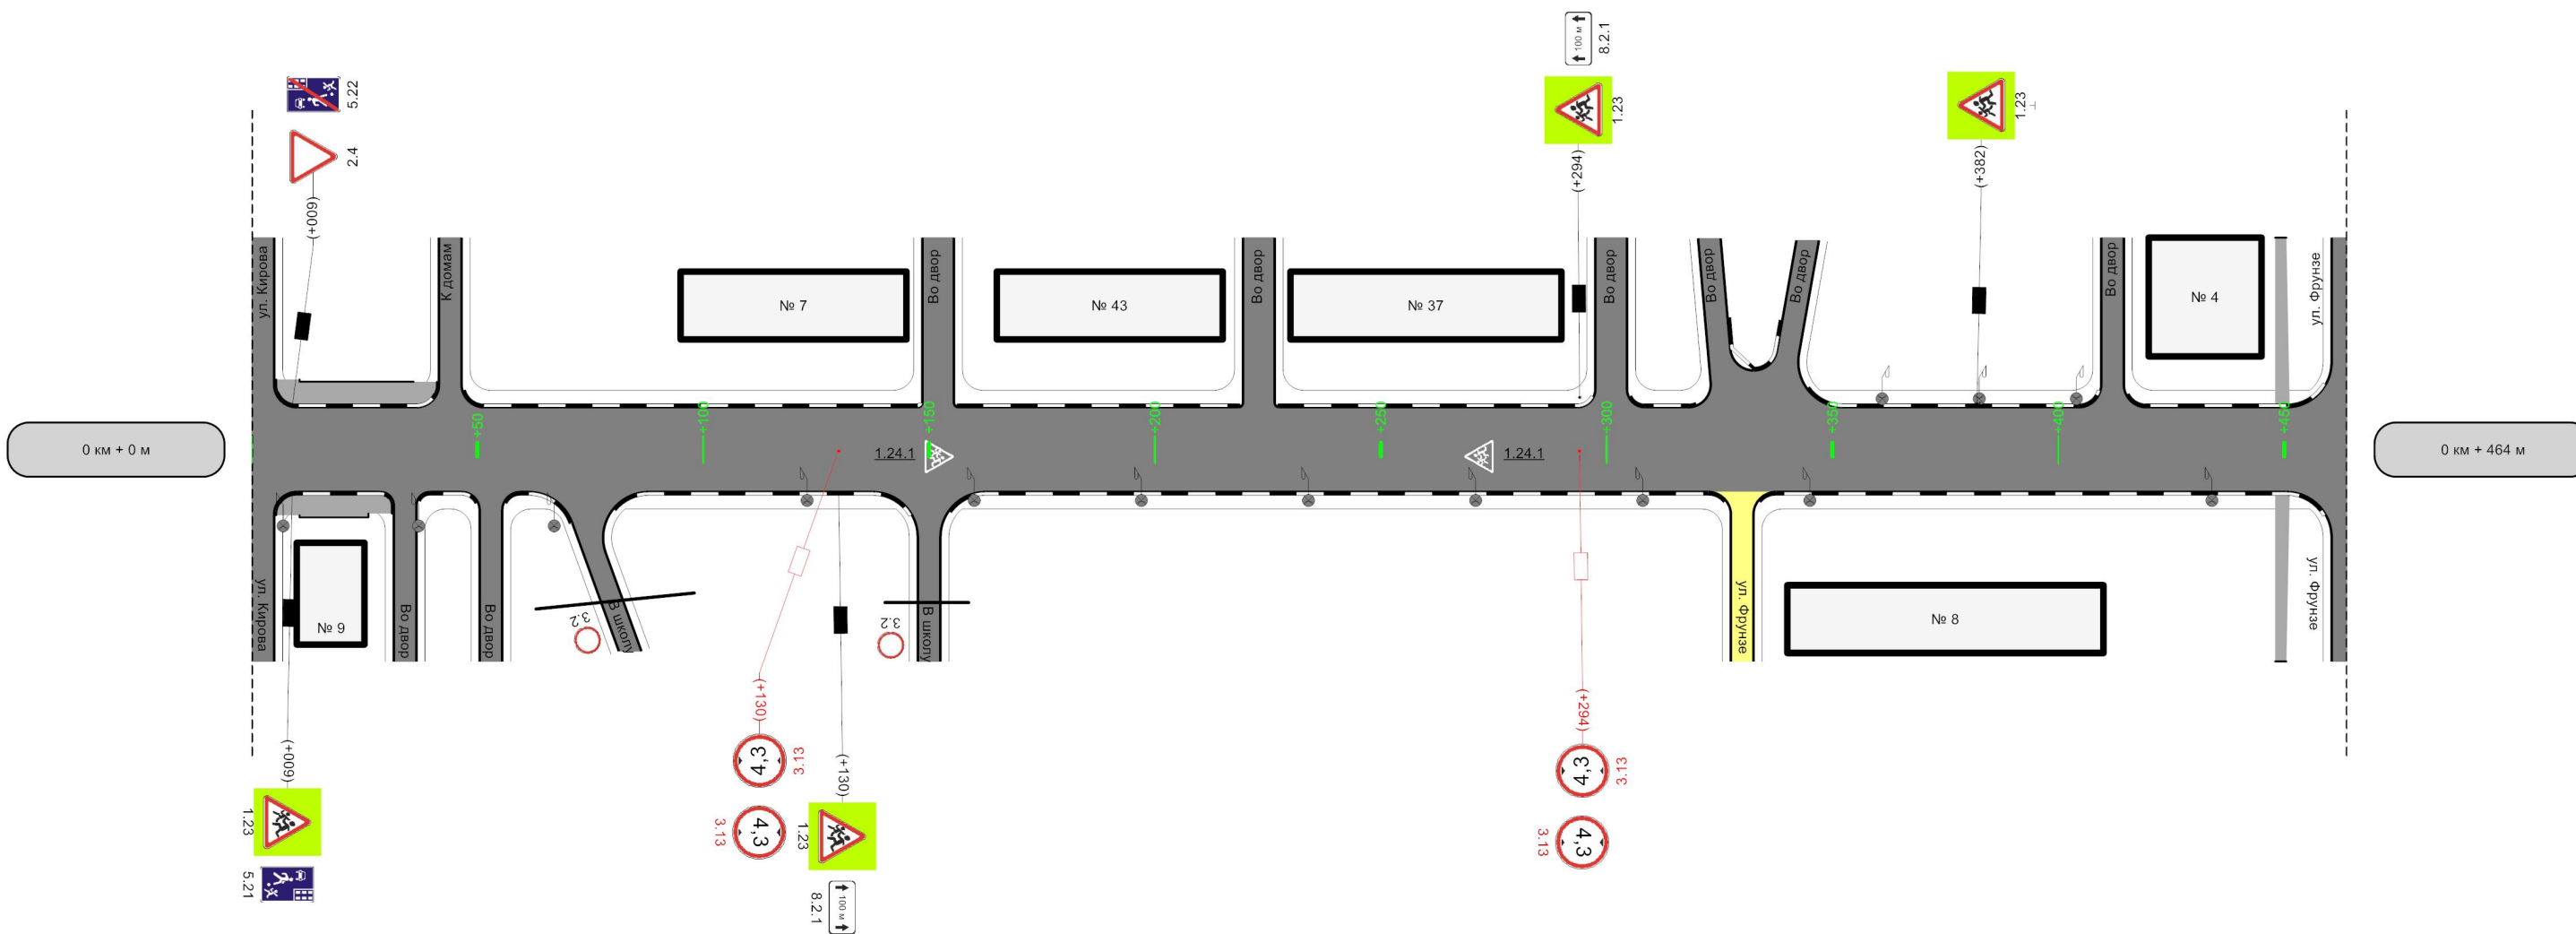 100 м
8.2.1
5.22
1.23
1.23
2.4
(+294)
(+382)
(+009)
ул. Кирова
К домам
Во двор
Во двор
Во двор
Во двор
Во двор
Во двор
ул. Фрунзе
№ 7
№ 43
№ 37
№ 4
+50
+100
+150
+200
+250
+300
+350
+400
+450
0 км + 0 м
1.24.1
1.24.1
0 км + 464 м
ул. Кирова
№ 9
Во двор
Во двор
3.2
В школу
3.2
В школу
ул. Фрунзе
№ 8
ул. Фрунзе
(+130)
(+294)
(+009)
(+130)
4,3
3.13
4,3
3.13
1.23
3.13
4,3
1.23
3.13
4,3
5.21
8.2.1
100 м